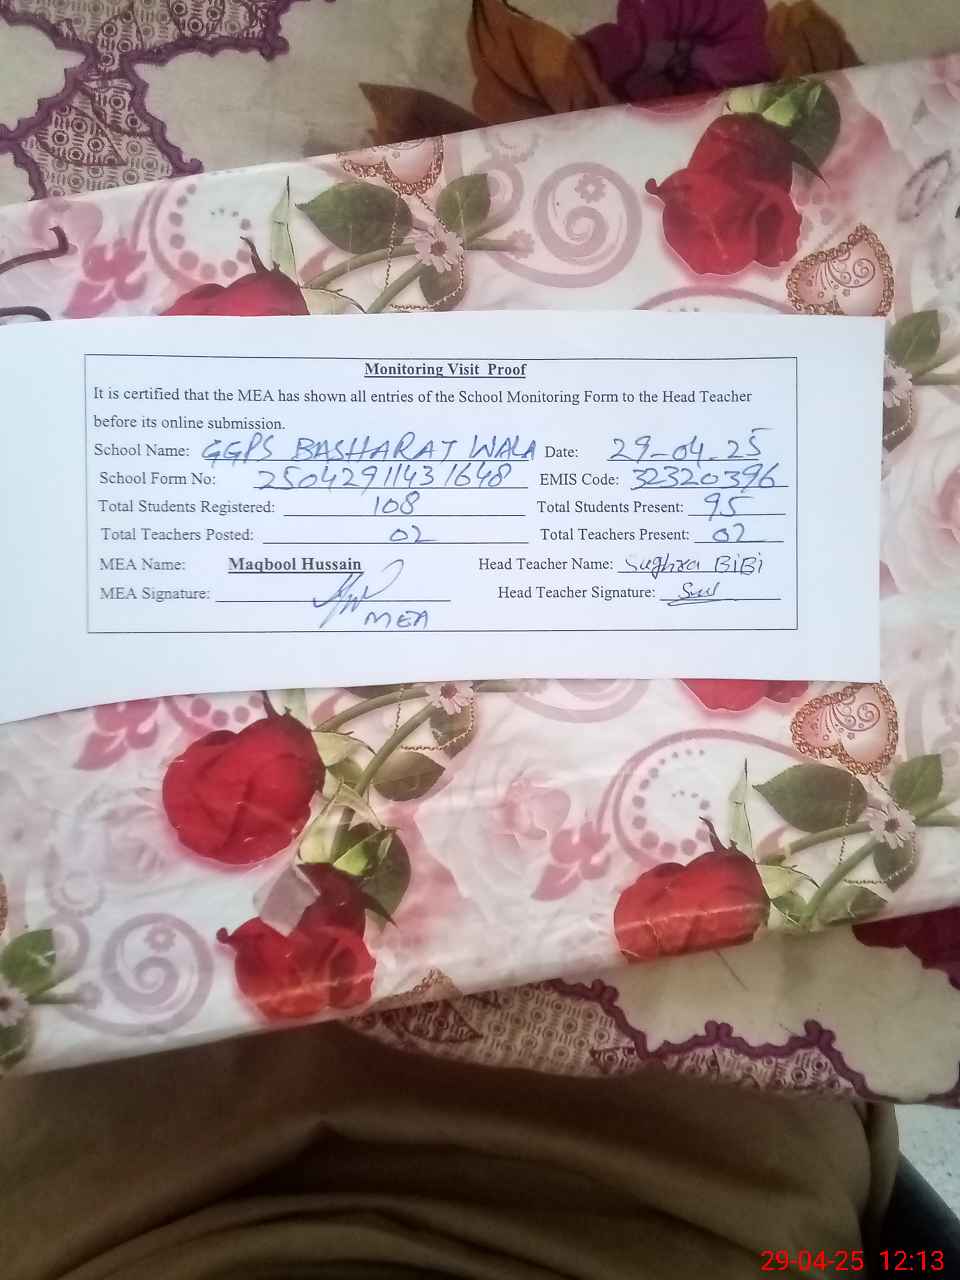 Monitoring Visit Proof
It is certified that the MEA has shown all entries of the School Monitoring Form to the Head Teacher
before its online submission.
School Name: GGPS BASHARAT WALA Date: 29-04-25
School Form No: 25042911431648 EMIS Code: 32320396
Total Students Registered: 108 Total Students Present: 95
Total Teachers Posted: 02 Total Teachers Present: 02
MEA Name: Maqbool Hussain Head Teacher Name: Sughra BiBi
MEA Signature: Head Teacher Signature:
MEA
29-04-25 12:13